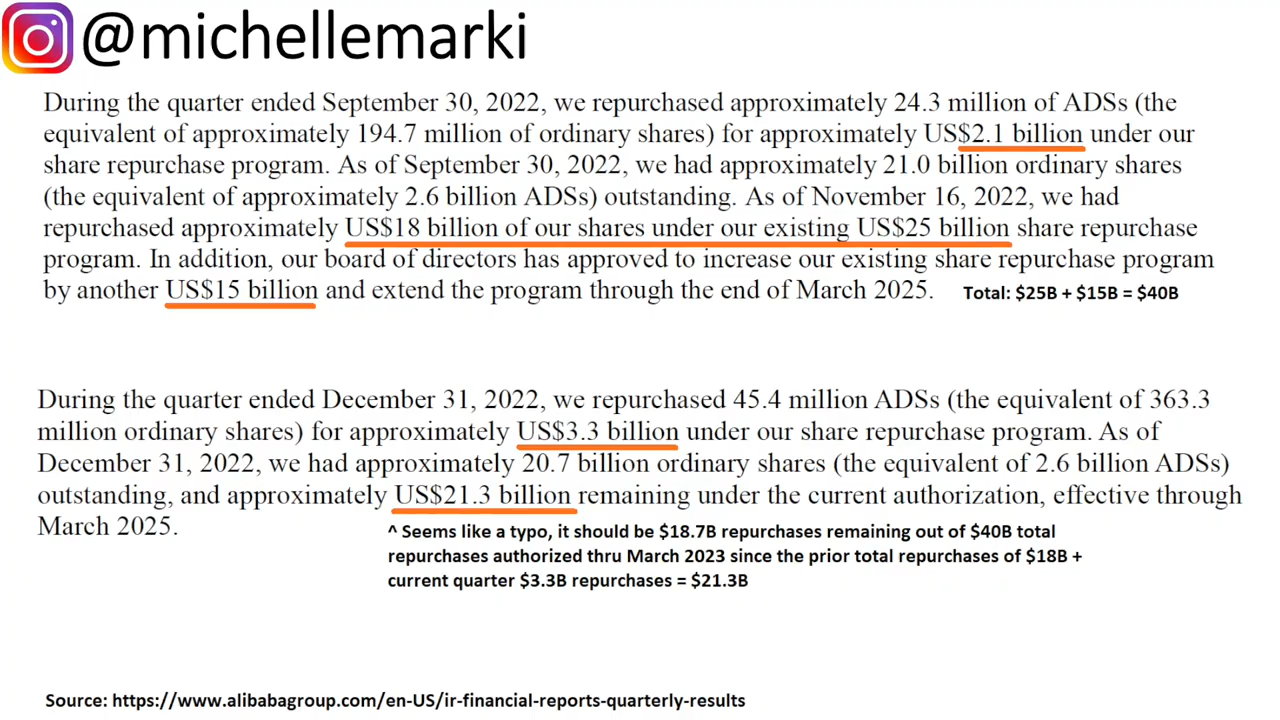 @michellemarki
During the quarter ended September 30, 2022, we repurchased approximately 24.3 million of ADSs (the
equivalent of approximately 194.7 million of ordinary shares) for approximately US$2.1 billion under our
share repurchase program. As of September 30, 2022, we had approximately 21.0 billion ordinary shares
(the equivalent of approximately 2.6 billion ADSs) outstanding. As of November 16, 2022, we had
repurchased approximately US$18 billion of our shares under our existing US$25 billion share repurchase
program. In addition, our board of directors has approved to increase our existing share repurchase program
by another US$15 billion and extend the program through the end of March 2025. Total: $25B + $15B = $40B
During the quarter ended December 31, 2022, we repurchased 45.4 million ADSs (the equivalent of 363.3
million ordinary shares) for approximately US$3.3 billion under our share repurchase program. As of
December 31, 2022, we had approximately 20.7 billion ordinary shares (the equivalent of 2.6 billion ADSs)
outstanding, and approximately US$21.3 billion remaining under the current authorization, effective through
March 2025.
^ Seems like a typo, it should be $18.7B repurchases remaining out of $40B total
repurchases authorized thru March 2023 since the prior total repurchases of $18B +
current quarter $3.3B repurchases = $21.3B
Source: https://www.alibabagroup.com/en-US/ir-financial-reports-quarterly-results